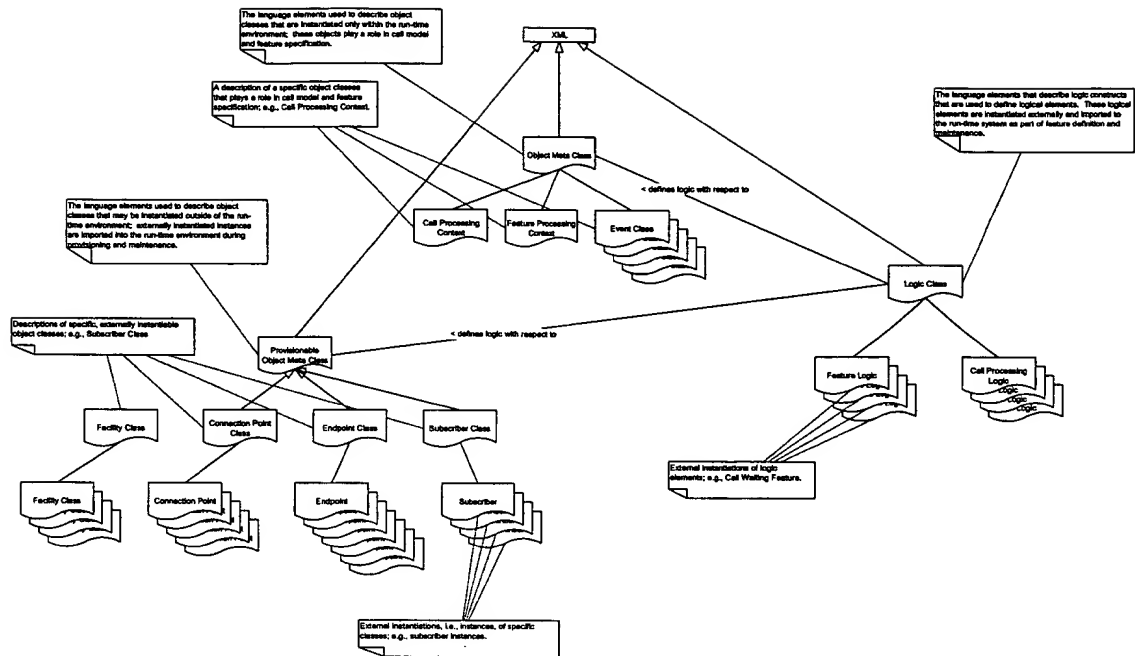 The language elements used to describe object
classes that are instantiated only within the run-time
environment; these objects play a role in call model
and feature specification.
XML
A description of a specific object classes
that plays a role in call model and feature
specification; e.g., Call Processing Context.
The language elements that describe logic constructs
that are used to define logical elements. These logical
elements are instantiated externally and imported to
the run-time system as part of feature definition and
maintenance.
Object Meta Class
< defines logic with respect to
The language elements used to describe object
classes that may be instantiated outside of the run-
time environment; externally instantiated instances
are imported into the run-time environment during
provisioning and maintenance.
Call Processing
Context
Feature Processing
Context
Event Class
Logic Class
Descriptions of specific, externally instantiable
object classes; e.g., Subscriber Class
< defines logic with respect to
Provisionable
Object Meta Class
Feature Logic
Call Processing
Logic
Logic
Logic
Logic
Facility Class
Connection Point
Class
Endpoint Class
Subscriber Class
External instantiations of logic
elements; e.g., Call Waiting Feature.
Facility Class
Connection Point
Endpoint
Subscriber
External Instantiations, i.e., instances, of specific
classes; e.g., subscriber instances.